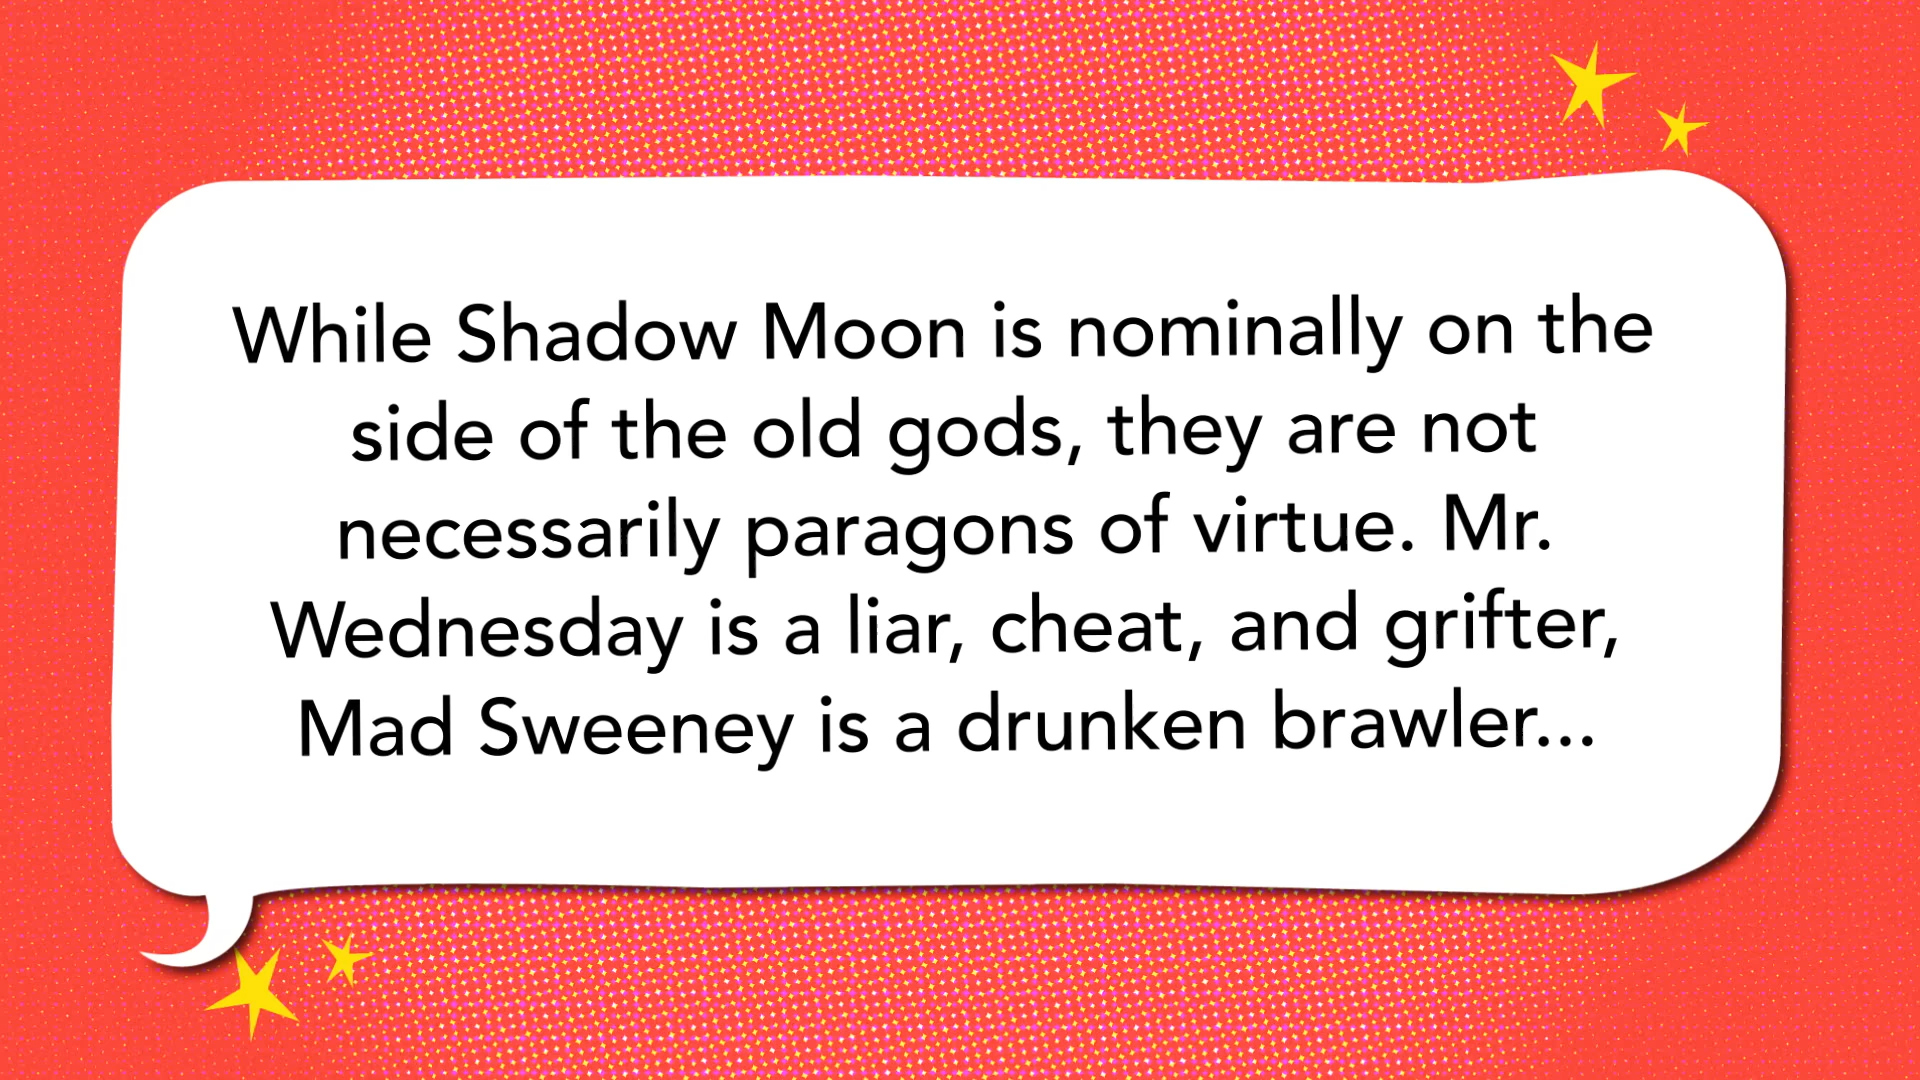 While Shadow Moon is nominally on the
side of the old gods, they are not
necessarily paragons of virtue. Mr.
Wednesday is a liar, cheat, and grifter,
Mad Sweeney is a drunken brawler...